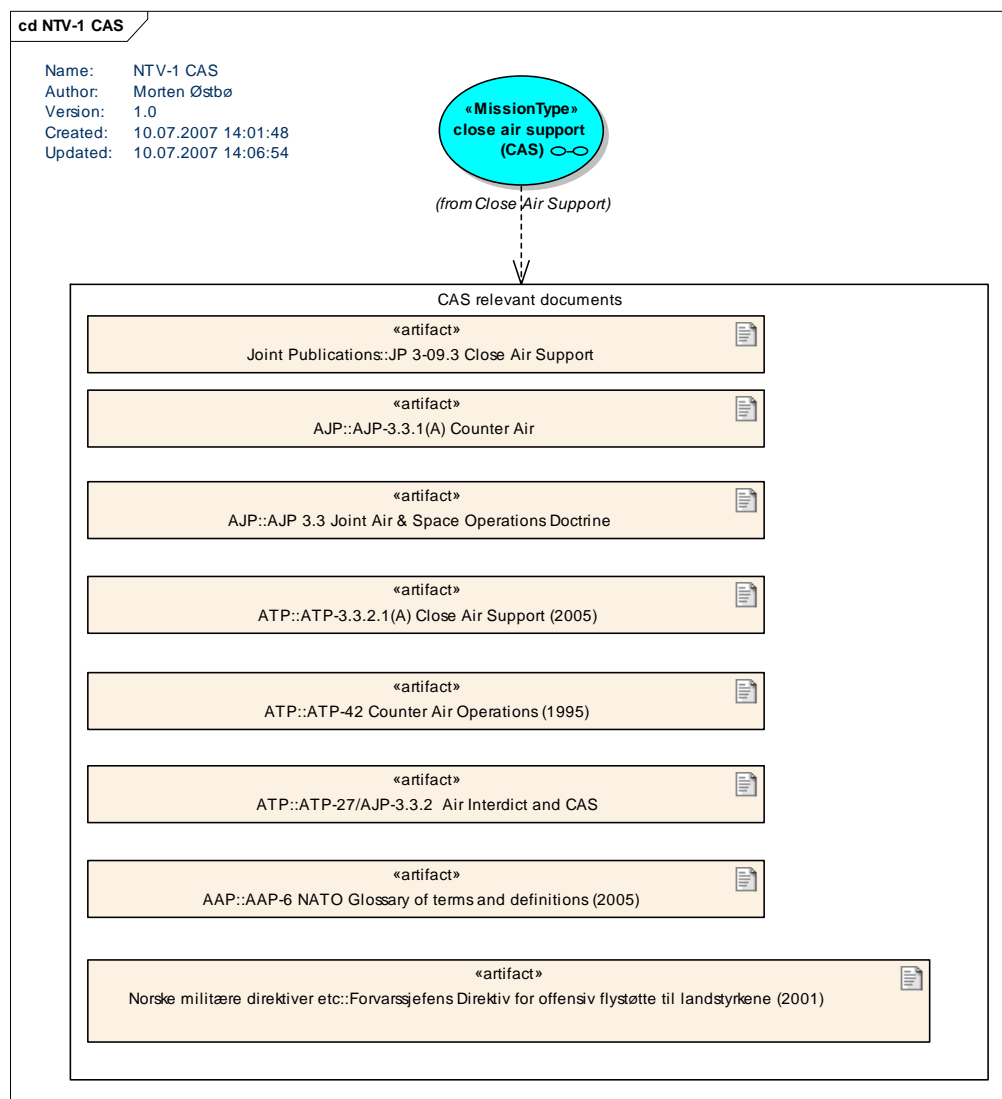 cd NTV-1 CAS
Name: NTV-1 CAS
Author: Morten Østbø
Version: 1.0
Created: 10.07.2007 14:01:48
Updated: 10.07.2007 14:06:54
«MissionType»
close air support
(CAS)
(from Close Air Support)
CAS relevant documents
«artifact»
Joint Publications::JP 3-09.3 Close Air Support
«artifact»
AJP::AJP-3.3.1(A) Counter Air
«artifact»
AJP::AJP 3.3 Joint Air & Space Operations Doctrine
«artifact»
ATP::ATP-3.3.2.1(A) Close Air Support (2005)
«artifact»
ATP::ATP-42 Counter Air Operations (1995)
«artifact»
ATP::ATP-27/AJP-3.3.2 Air Interdict and CAS
«artifact»
AAP::AAP-6 NATO Glossary of terms and definitions (2005)
«artifact»
Norske militære direktiver etc::Forvarssjefens Direktiv for offensiv flystøtte til landstyrkene (2001)